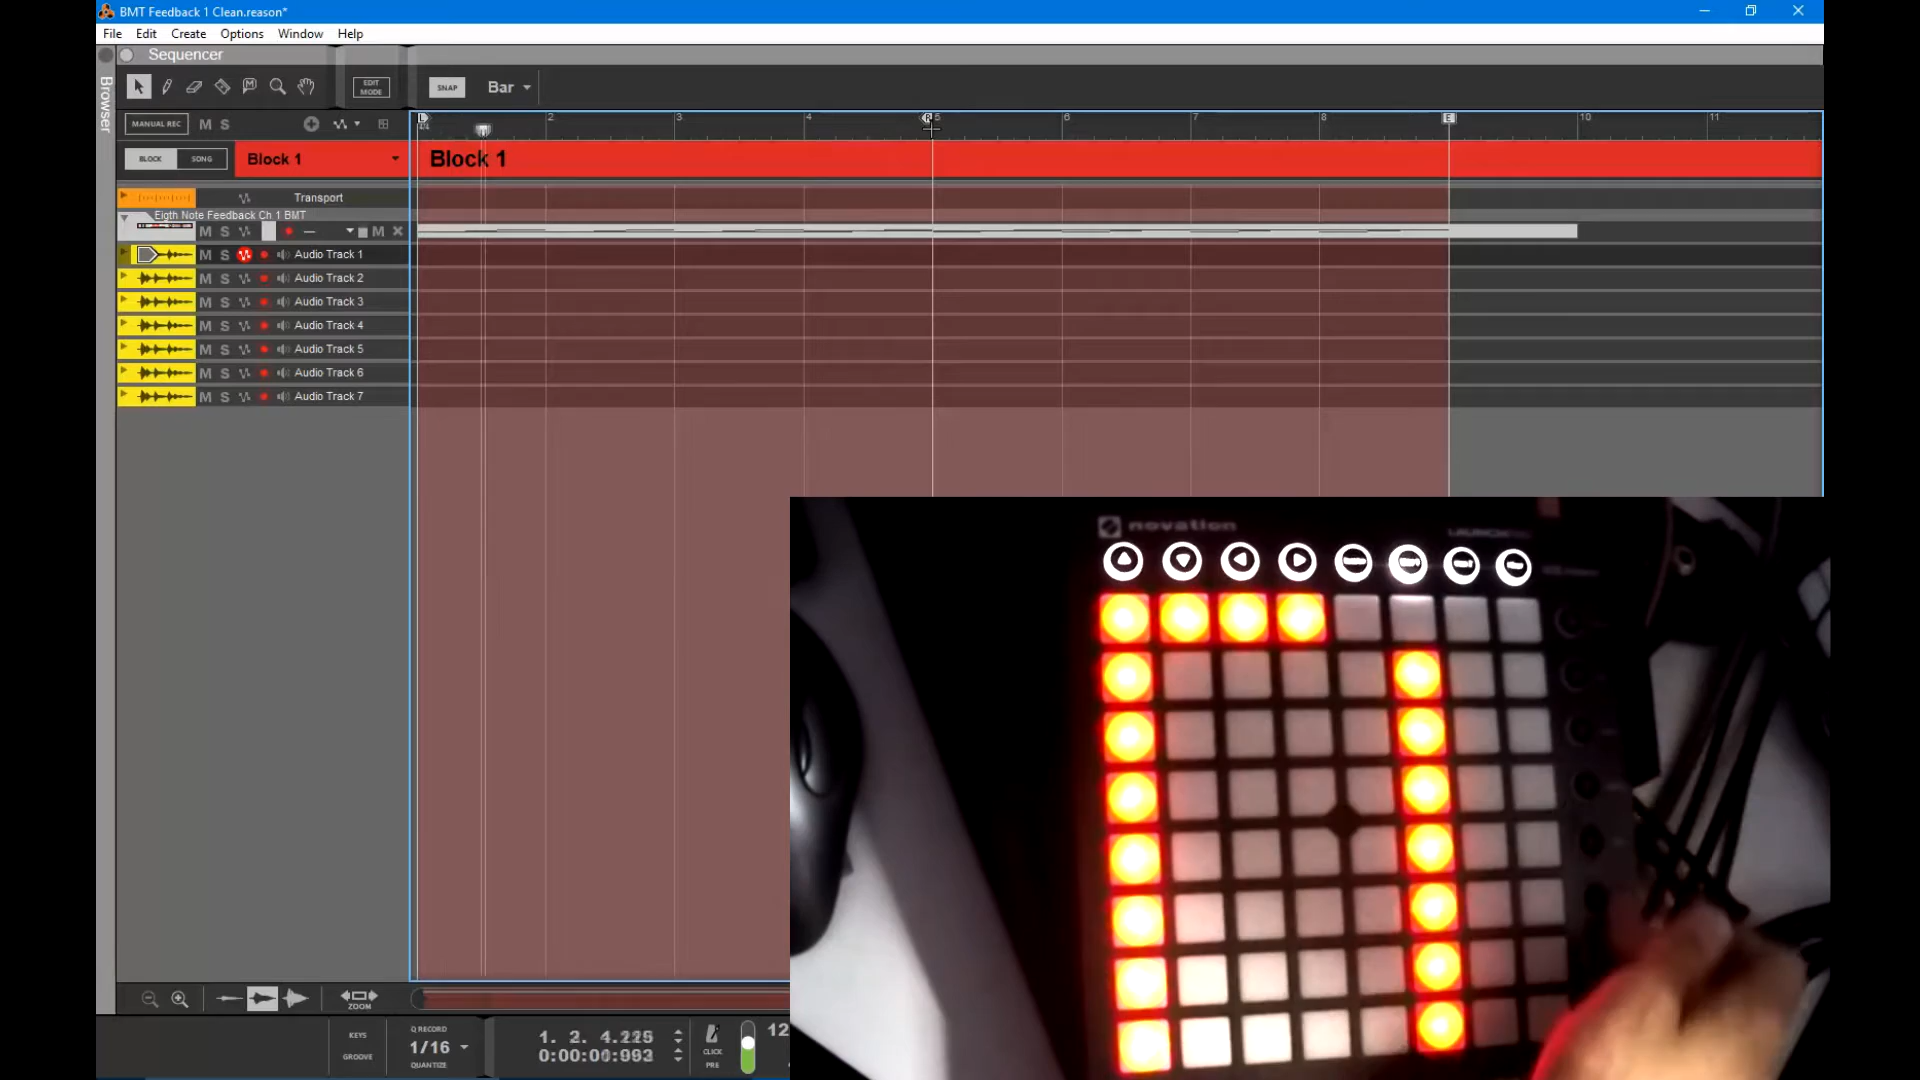 BMT Feedback 1 Clean.reason*
File Edit Create Options Window Help
Sequencer
Browser
EDIT MODE
SNAP
Bar
MANUAL REC
M S
L
4/4
2 3 4 R 5 6 7 8 E 10 11
BLOCK SONG
Block 1
Block 1
Transport
Eigth Note Feedback Ch 1 BMT
M S M
M S Audio Track 1
M S Audio Track 2
M S Audio Track 3
M S Audio Track 4
M S Audio Track 5
M S Audio Track 6
M S Audio Track 7
novation
ZOOM
KEYS
GROOVE
Q RECORD
1/16
QUANTIZE
1. 2. 4.225
0:00:00:993
CLICK
PRE
12